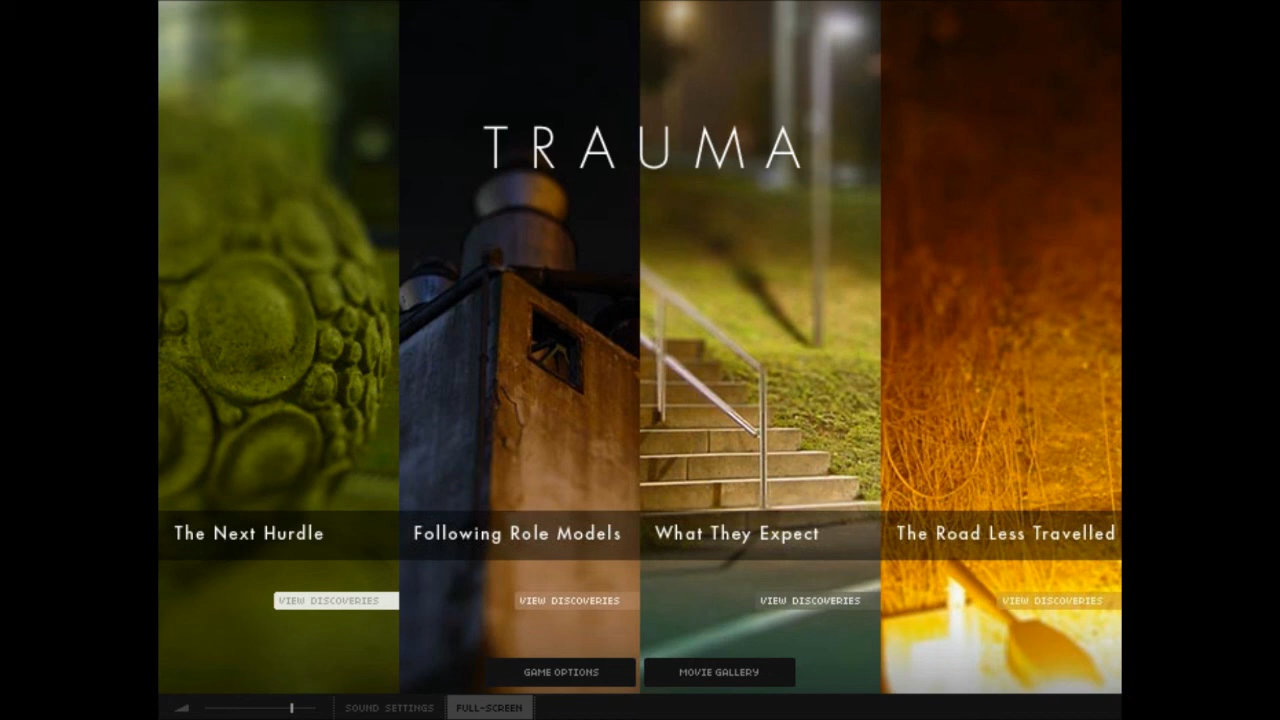 TRAUMA
The Next Hurdle
Following Role Models
What They Expect
The Road Less Travelled
VIEW DISCOVERIES
VIEW DISCOVERIES
VIEW DISCOVERIES
VIEW DISCOVERIES
GAME OPTIONS
MOVIE GALLERY
SOUND SETTINGS
FULL-SCREEN